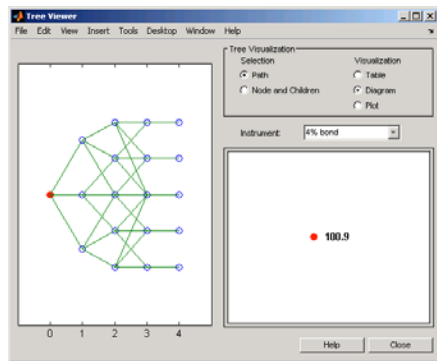 Tree Viewer
File Edit View Insert Tools Desktop Window Help
Tree Visualization
Selection Visualization
Path Table
Node and Children Diagram
Plot
Instrument: 4% bond
100.9
0 1 2 3 4
Help Close